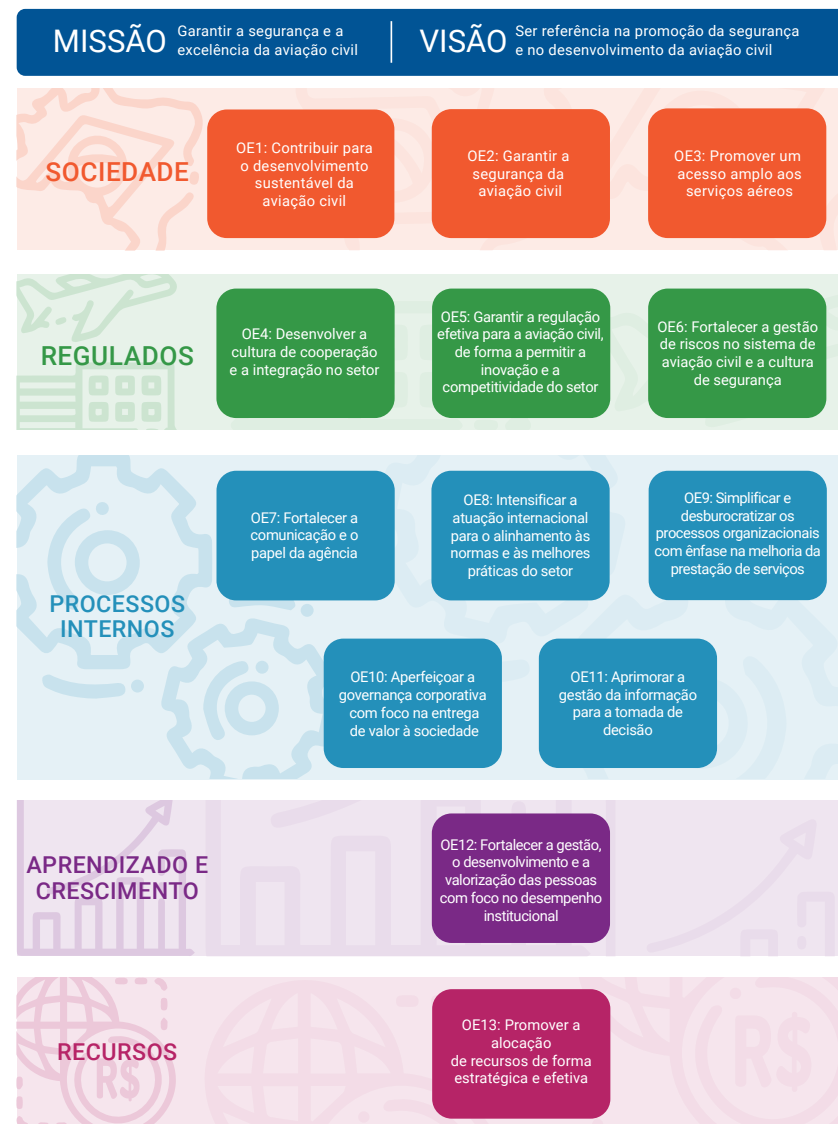 MISSÃO
Garantir a segurança e a
excelência da aviação civil
VISÃO
Ser referência na promoção da segurança
e no desenvolvimento da aviação civil
SOCIEDADE
OE1: Contribuir para
o desenvolvimento
sustentável da
aviação civil
OE2: Garantir a
segurança da
aviação civil
OE3: Promover um
acesso amplo aos
serviços aéreos
REGULADOS
OE4: Desenvolver a
cultura de cooperação
e a integração no setor
OE5: Garantir a regulação
efetiva para a aviação civil,
de forma a permitir a
inovação e a
competitividade do setor
OE6: Fortalecer a gestão
de riscos no sistema de
aviação civil e a cultura
de segurança
PROCESSOS
INTERNOS
OE7: Fortalecer a
comunicação e o
papel da agência
OE8: Intensificar a
atuação internacional
para o alinhamento às
normas e às melhores
práticas do setor
OE9: Simplificar e
desburocratizar os
processos organizacionais
com ênfase na melhoria da
prestação de serviços
OE10: Aperfeiçoar a
governança corporativa
com foco na entrega
de valor à sociedade
OE11: Aprimorar a
gestão da informação
para a tomada de
decisão
APRENDIZADO E
CRESCIMENTO
OE12: Fortalecer a gestão,
o desenvolvimento e a
valorização das pessoas
com foco no desempenho
institucional
RECURSOS
R$
OE13: Promover a
alocação
de recursos de forma
estratégica e efetiva
R$